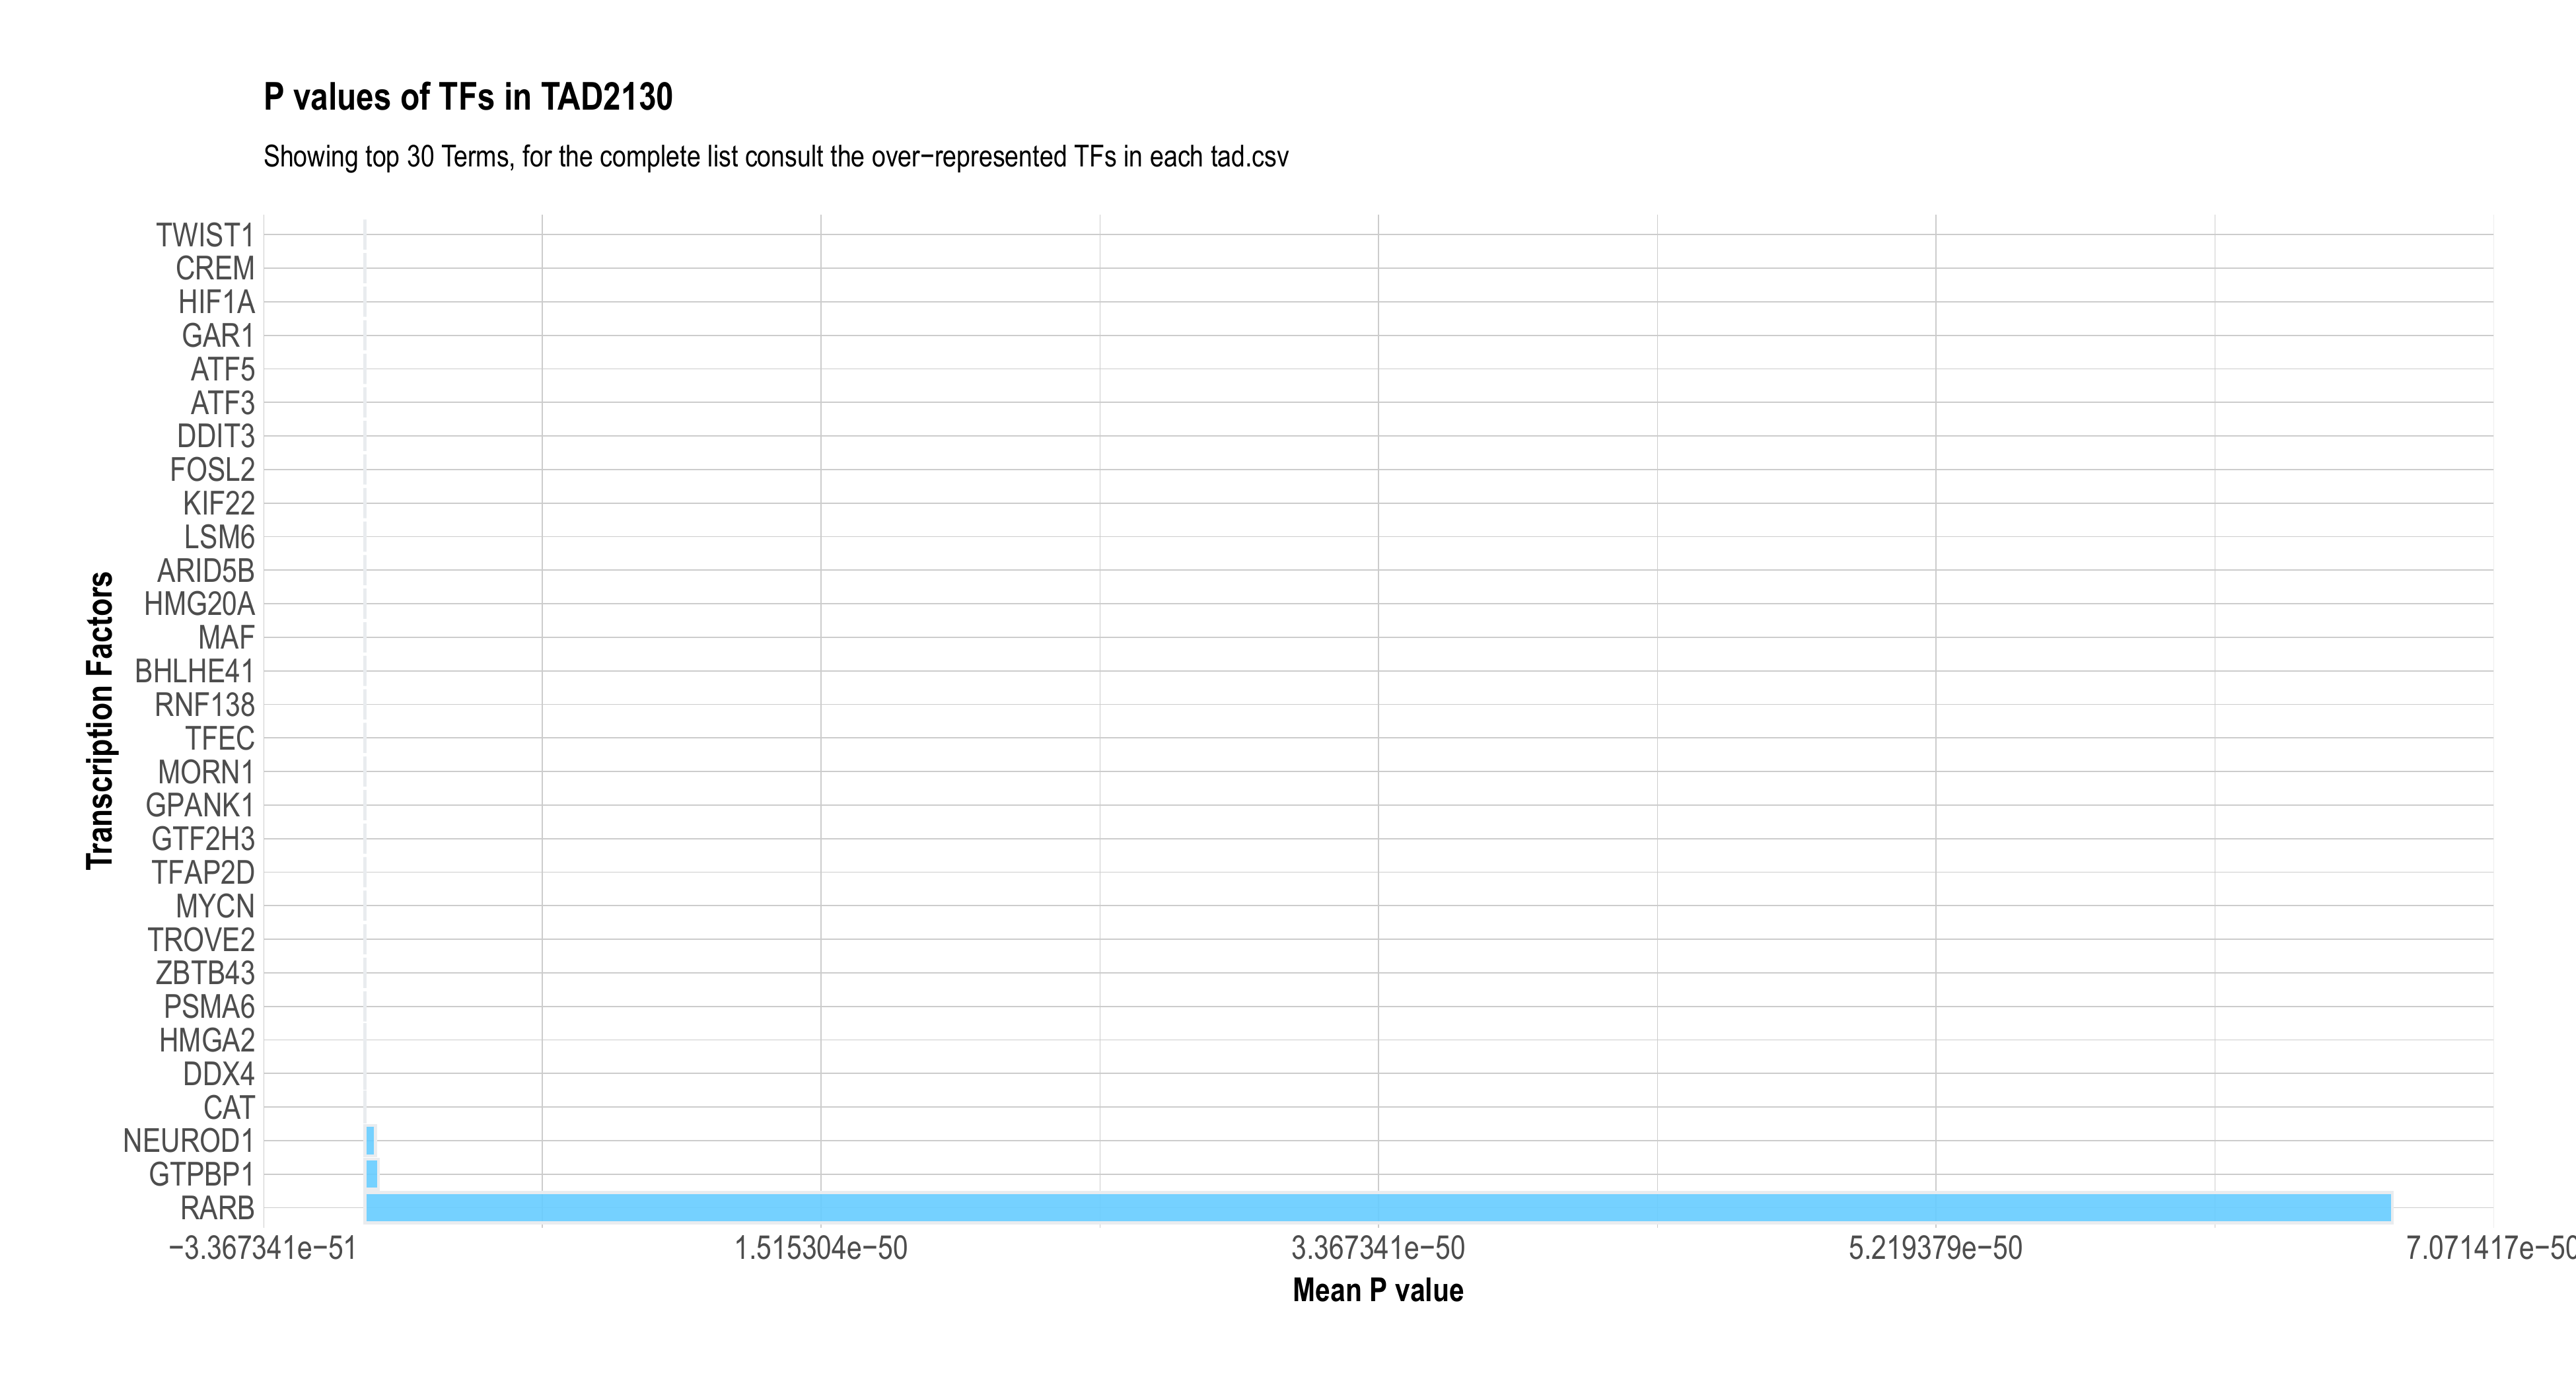 P values of TFs in TAD2130
Showing top 30 Terms, for the complete list consult the over−represented TFs in each tad.csv
Transcription Factors
TWIST1
CREM
HIF1A
GAR1
ATF5
ATF3
DDIT3
FOSL2
KIF22
LSM6
ARID5B
HMG20A
MAF
BHLHE41
RNF138
TFEC
MORN1
GPANK1
GTF2H3
TFAP2D
MYCN
TROVE2
ZBTB43
PSMA6
HMGA2
DDX4
CAT
NEUROD1
GTPBP1
RARB
−3.367341e−51 1.515304e−50 3.367341e−50 5.219379e−50 7.071417e−50
Mean P value